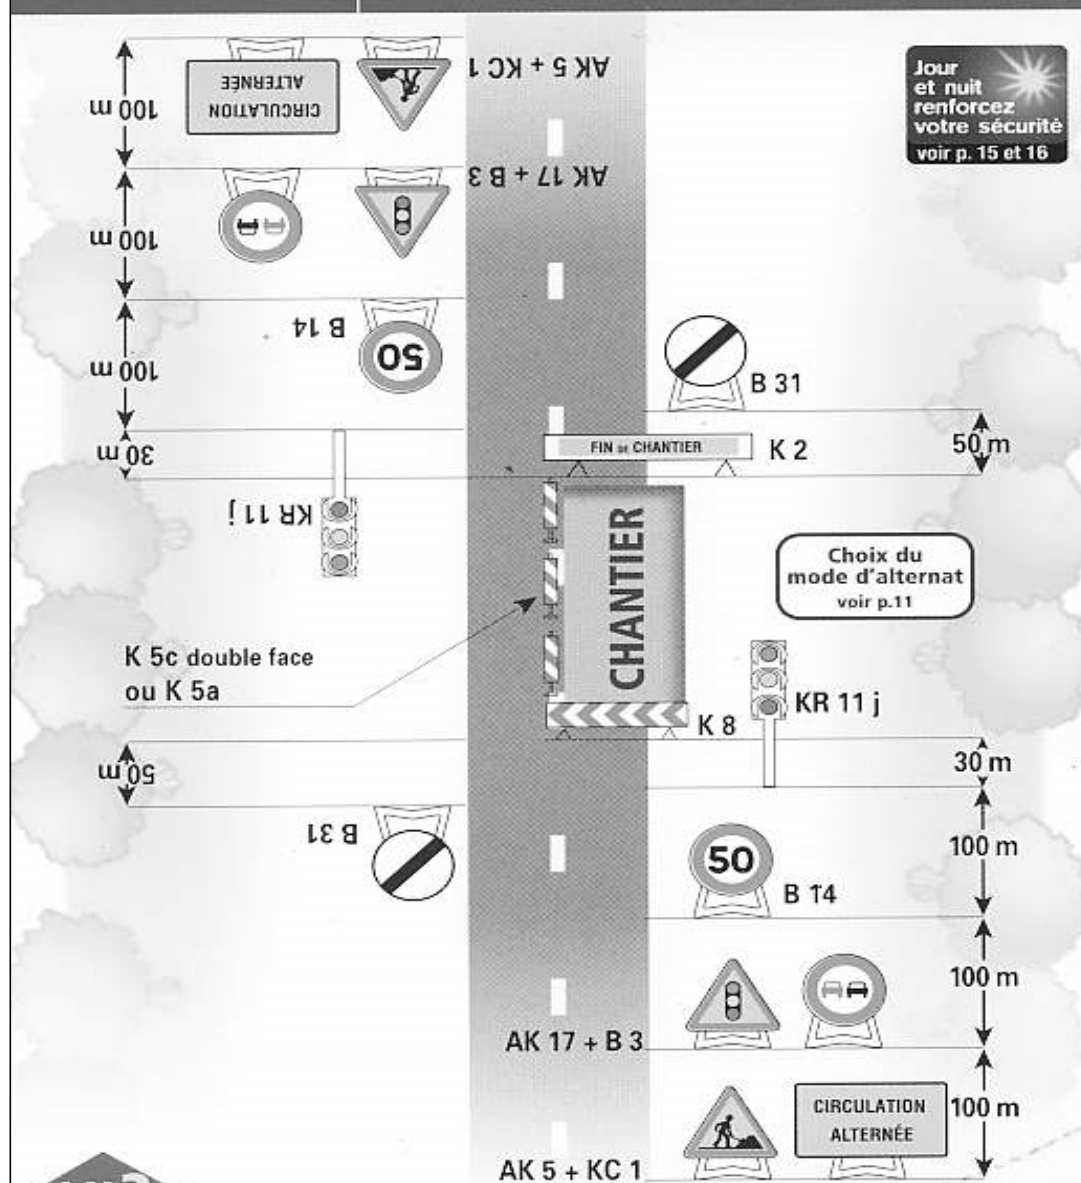 AK 5 + KC 1
CIRCULATION
ALTERNÉE
100 m
Jour
et nuit
renforcez
votre sécurité
voir p. 15 et 16
AK 17 + B 3
100 m
B 14
50
100 m
B 31
30 m
FIN DE CHANTIER
K 2
50 m
KR 11 j
CHANTIER
Choix du
mode d'alternat
voir p.11
K 5c double face
ou K 5a
KR 11 j
K 8
50 m
30 m
B 31
50
B 14
100 m
AK 17 + B 3
100 m
CIRCULATION
ALTERNÉE
100 m
AK 5 + KC 1